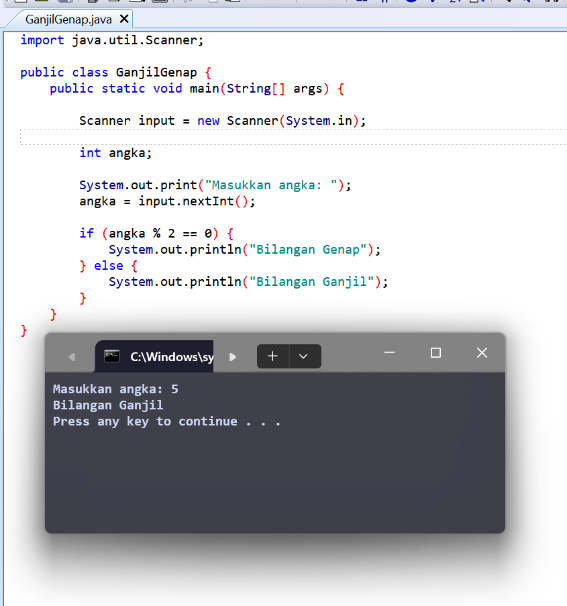 GanjilGenap.java
import java.util.Scanner;
public class GanjilGenap {
public static void main(String[] args) {
Scanner input = new Scanner(System.in);
int angka;
System.out.print("Masukkan angka: ");
angka = input.nextInt();
if (angka % 2 == 0) {
System.out.println("Bilangan Genap");
} else {
System.out.println("Bilangan Ganjil");
}
}
}
C:\Windows\sy
Masukkan angka: 5
Bilangan Ganjil
Press any key to continue . . .